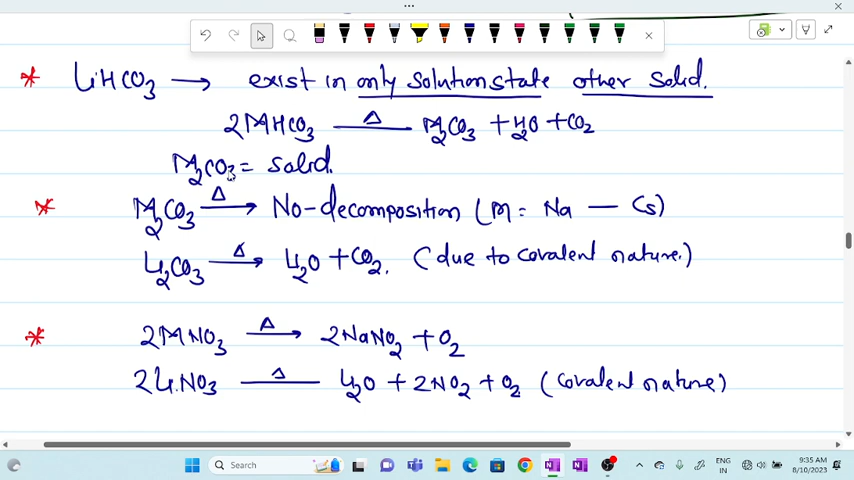 * LiHCO3 → exist in only solution state other solid.
2MHCO3 —Δ— M2CO3 + H2O + CO2
M2CO3 = solid.
* M2CO3 —Δ→ No-decomposition (M = Na — Cs)
Li2CO3 —Δ→ Li2O + CO2. (due to covalent nature.)
* 2MNO3 —Δ→ 2NaNO2 + O2
2Li.NO3 —Δ— Li2O + 2NO2 + O2 (covalent nature)
Search
ENG
IN
9:35 AM
8/10/2023